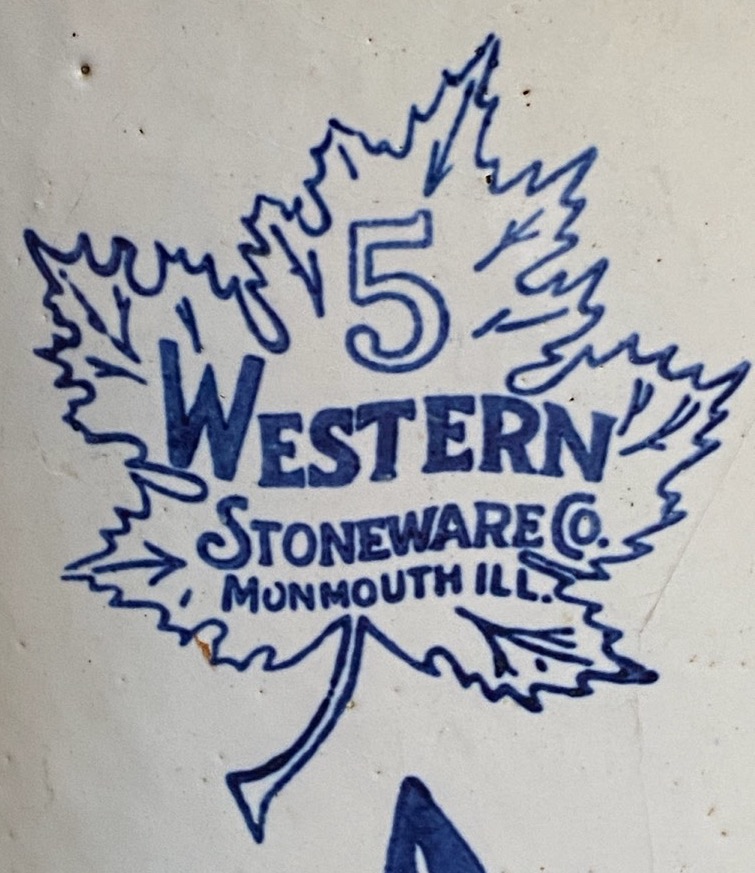 5
WESTERN
STONEWARE CO.
MONMOUTH ILL.